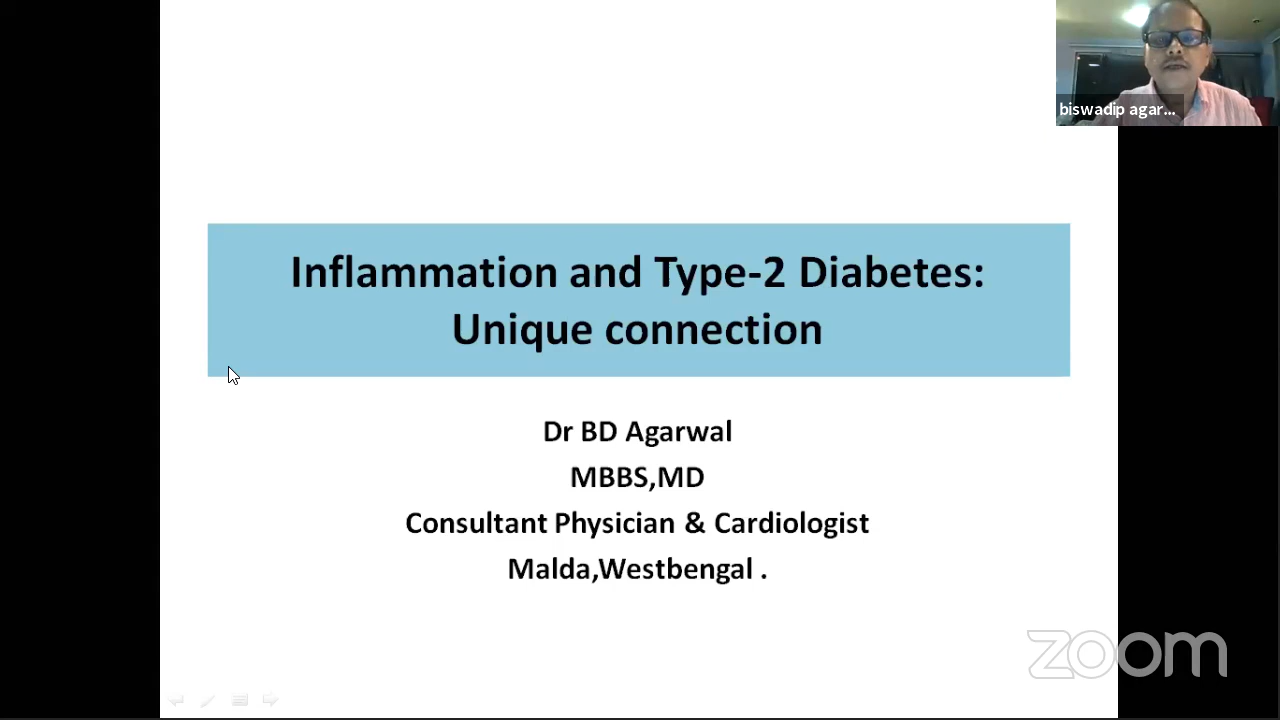 biswadip agar...
Inflammation and Type-2 Diabetes:
Unique connection
Dr BD Agarwal
MBBS,MD
Consultant Physician & Cardiologist
Malda,Westbengal .
zoom